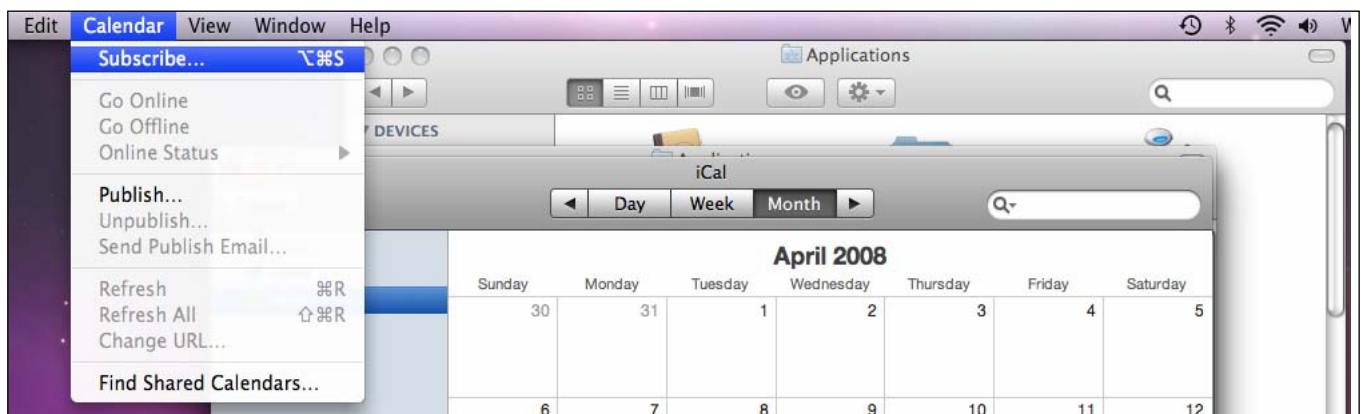 Edit Calendar View Window Help
Subscribe... ⌥⌘S
Applications
Go Online
Go Offline
DEVICES
Online Status
iCal
Publish...
Day Week Month
Unpublish...
Send Publish Email...
April 2008
Sunday Monday Tuesday Wednesday Thursday Friday Saturday
Refresh ⌘R
30 31 1 2 3 4 5
Refresh All ⇧⌘R
Change URL...
Find Shared Calendars...
6 7 8 9 10 11 12